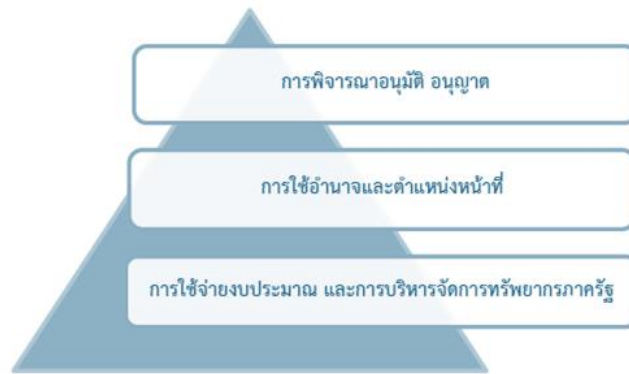 การพิจารณาอนุมัติ อนุญาต
การใช้อำนาจและตำแหน่งหน้าที่
การใช้จ่ายงบประมาณ และการบริหารจัดการทรัพยากรภาครัฐ